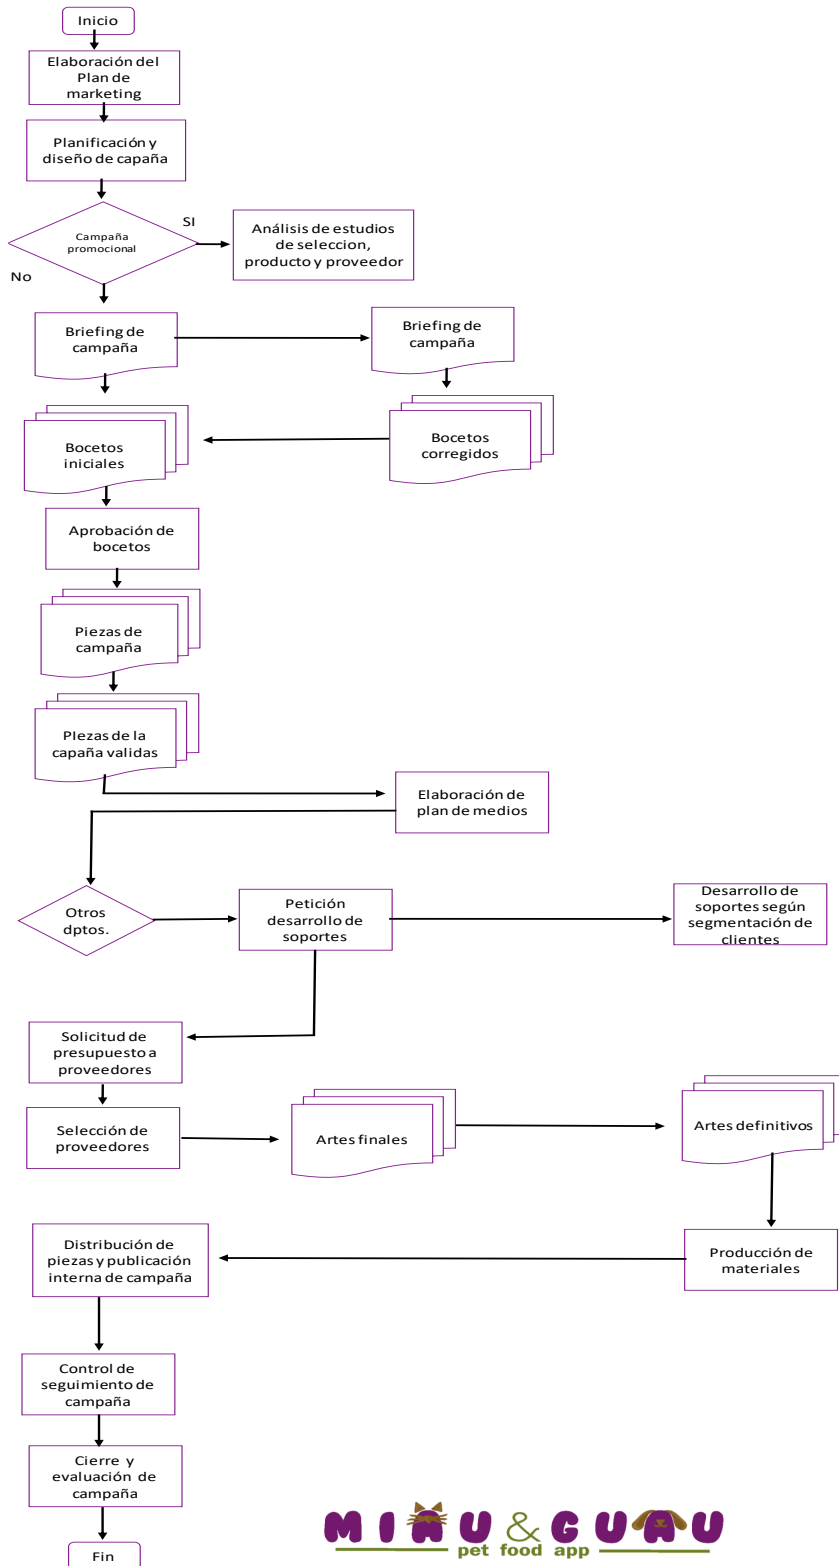 Inicio
Elaboración del
Plan de
marketing
Planificación y
diseño de capaña
SI
Campaña
promocional
Análisis de estudios
de seleccion,
producto y proveedor
No
Briefing de
campaña
Briefing de
campaña
Bocetos
iniciales
Bocetos
corregidos
Aprobación de
bocetos
Piezas de
campaña
PIezas de la
capaña validas
Elaboración de
plan de medios
Otros
dptos.
Petición
desarrollo de
soportes
Desarrollo de
soportes según
segmentación de
clientes
Solicitud de
presupuesto a
proveedores
Selección de
proveedores
Artes finales
Artes definitivos
Distribución de
piezas y publicación
interna de campaña
Producción de
materiales
Control de
seguimiento de
campaña
Cierre y
evaluación de
campaña
Fin
MIAU & GUAU
pet food app